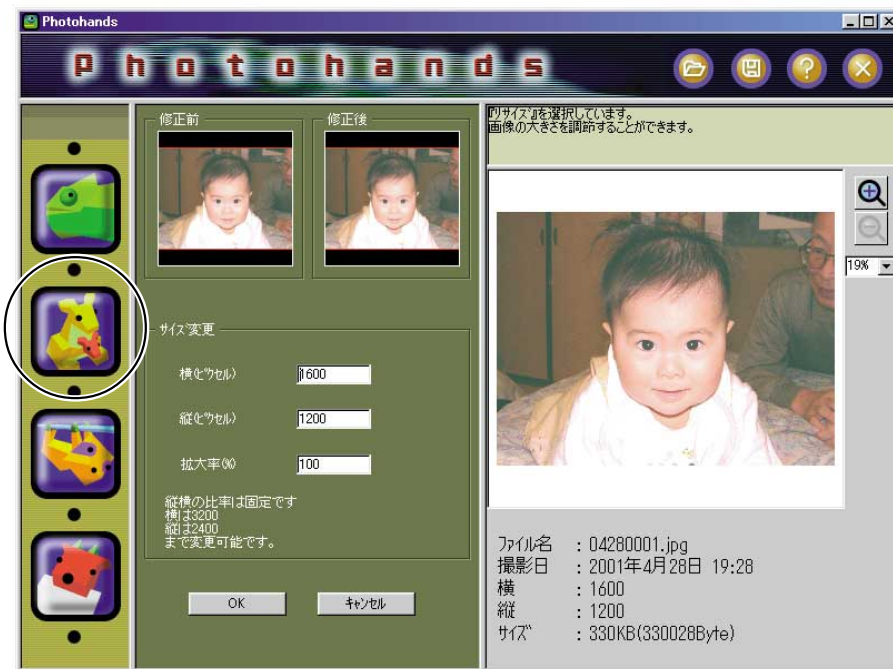 Photohands
Photohands
修正前
修正後
『リサイズ』を選択しています。
画像の大きさを調節することができます。
19%
サイズ変更
横(ピクセル)
1600
縦(ピクセル)
1200
拡大率(%)
100
縦横の比率は固定です
横は3200
縦は2400
まで変更可能です。
OK
キャンセル
ファイル名 : 04280001.jpg
撮影日 : 2001年4月28日 19:28
横 : 1600
縦 : 1200
サイズ : 330KB(330028Byte)